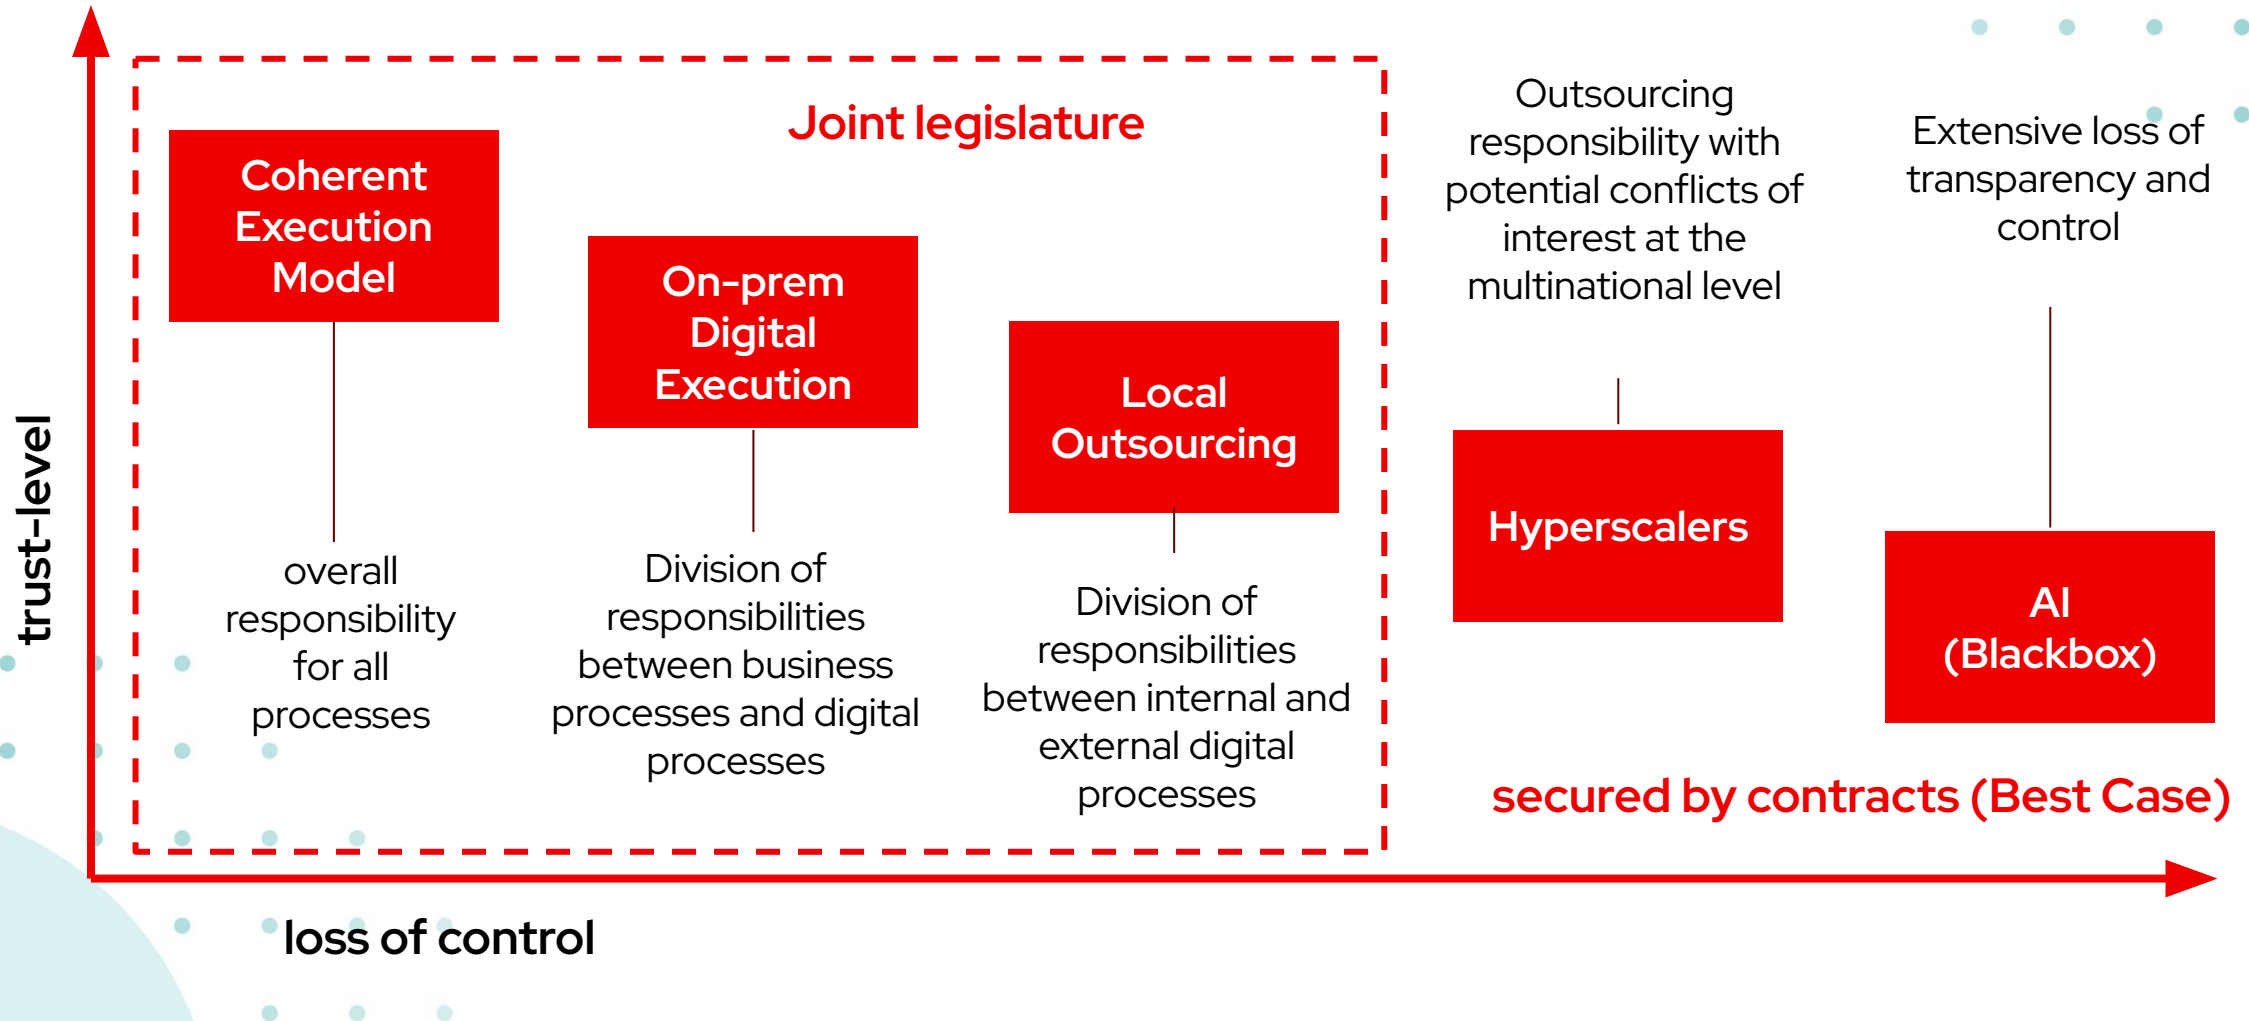 trust-level
Joint legislature
Coherent
Execution
Model
overall
responsibility
for all
processes
On-prem
Digital
Execution
Division of
responsibilities
between business
processes and digital
processes
Local
Outsourcing
Division of
responsibilities
between internal and
external digital
processes
Outsourcing
responsibility with
potential conflicts of
interest at the
multinational level
Hyperscalers
Extensive loss of
transparency and
control
AI
(Blackbox)
secured by contracts (Best Case)
loss of control